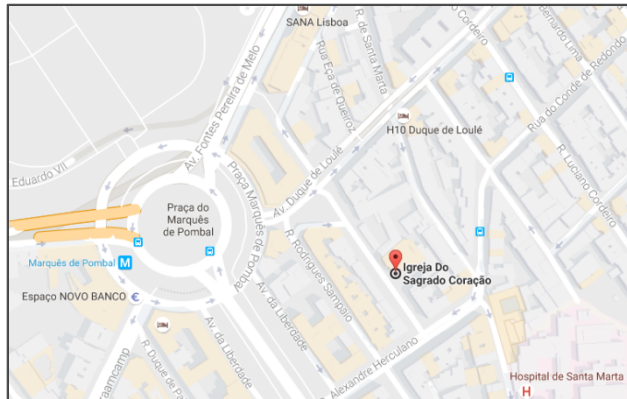 SANA Lisboa
R. de Santa Marta
Cordeiro
Bernardo Lima
Rua do Conde de Redondo
Rua Eça de Queiroz
Av. Fontes Pereira de Melo
H10 Duque de Loulé
Eduardo VII
Av. Duque de Loulé
R. Luciano Cordeiro
Praça Marquês de Pombal
Praça do
Marquês
de Pombal
Marquês de Pombal
M
Igreja Do
Sagrado Coração
R. Rodrigues Sampaio
Espaço NOVO BANCO
€
Av. da Liberdade
Av. da Liberdade
R. Duque de Pa
raamcamp
Alexandre Herculano
Hospital de Santa Marta
H